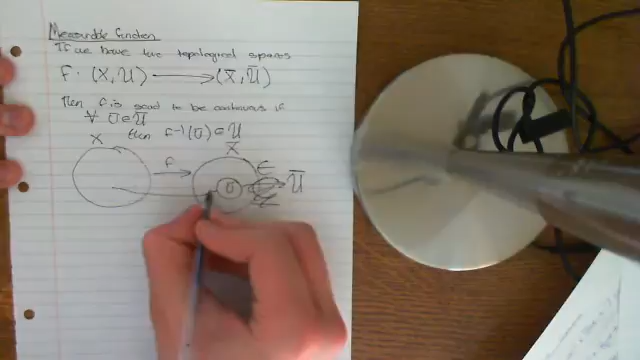 Measurable function
If we have two topological spaces
f : (X, U) ⟶ (X̄, Ū)
Then f is said to be continuous if
∀ Ū ∈ Ū
then f-1(Ū) ∈ U
X
X̄
f
Ū
∈ Ū